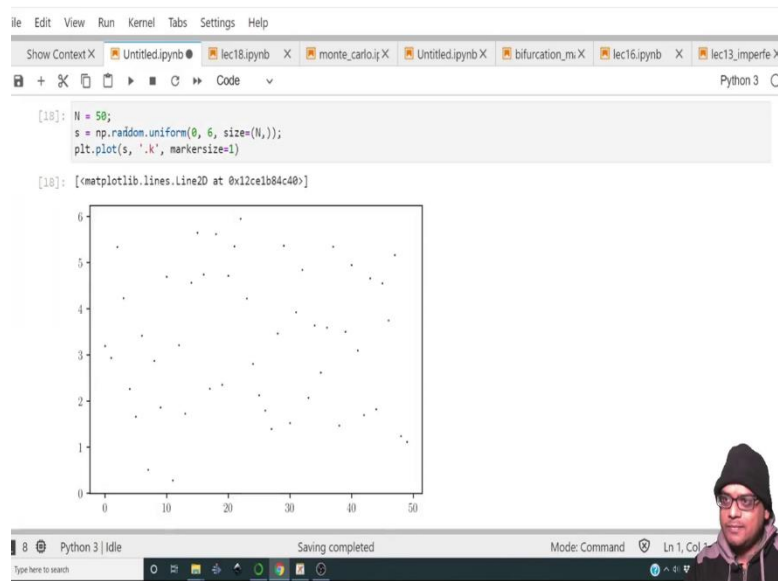 ile Edit View Run Kernel Tabs Settings Help
Show Context X Untitled.ipynb lec18.ipynb X monte_carlo.ip X Untitled.ipynb X bifurcation_m X lec16.ipynb X lec13_imperfe X
Code Python 3
[18]: N = 50;
s = np.random.uniform(0, 6, size=(N,));
plt.plot(s, '.k', markersize=1)
[18]: [<matplotlib.lines.Line2D at 0x12ce1b84c40>]
6
5
4
3
2
1
0
0 10 20 30 40 50
8 Python 3 | Idle Saving completed Mode: Command Ln 1, Col 1
Type here to search